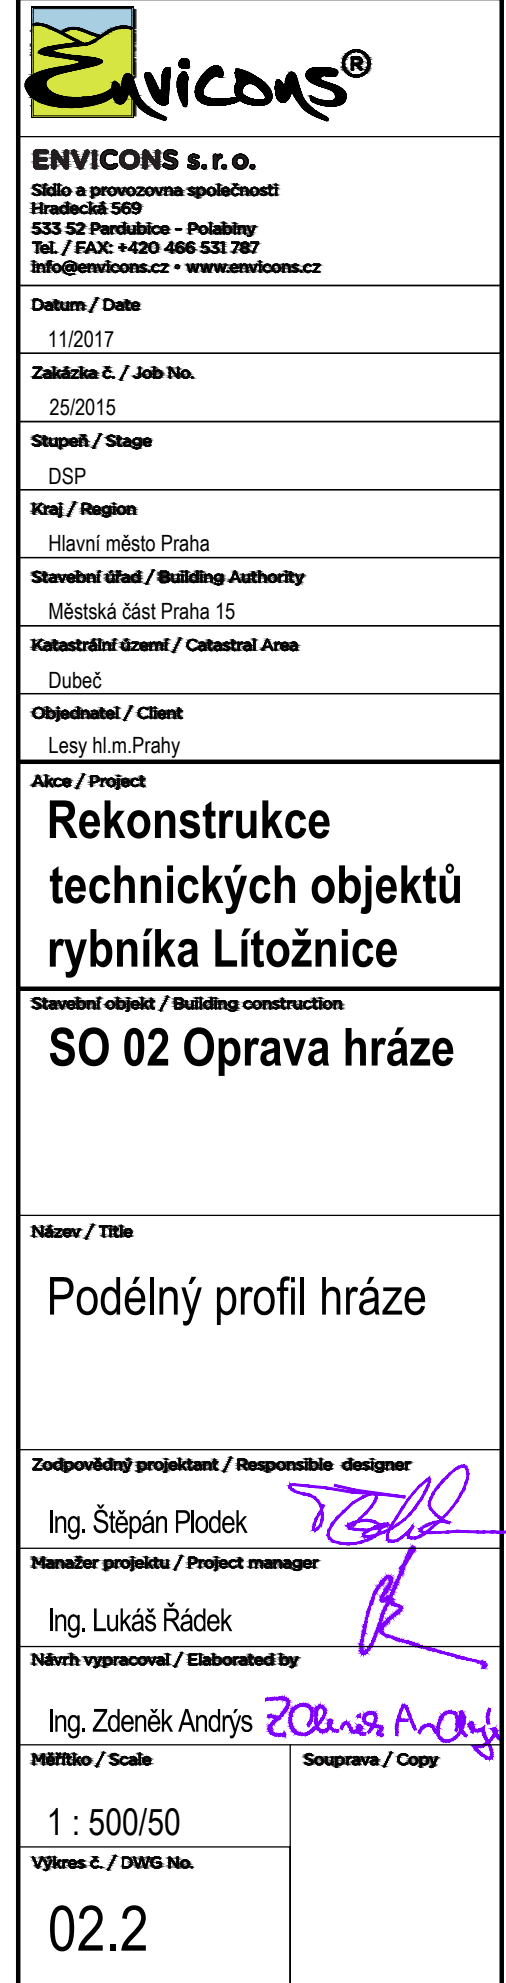 Envicons®
ENVICONS s.r.o.
Sídlo a provozovna společnosti
Hradecká 569
533 52 Pardubice - Polabiny
Tel. / FAX: +420 466 531 787
info@envicons.cz • www.envicons.cz
Datum / Date
11/2017
Zakázka č. / Job No.
25/2015
Stupeň / Stage
DSP
Kraj / Region
Hlavní město Praha
Stavební úřad / Building Authority
Městská část Praha 15
Katastrální území / Catastral Area
Dubeč
Objednatel / Client
Lesy hl.m.Prahy
Akce / Project
Rekonstrukce
technických objektů
rybníka Lítožnice
Stavební objekt / Building construction
SO 02 Oprava hráze
Název / Title
Podélný profil hráze
Zodpovědný projektant / Responsible designer
Ing. Štěpán Plodek
Manažer projektu / Project manager
Ing. Lukáš Řádek
Návrh vypracoval / Elaborated by
Ing. Zdeněk Andrýs Zdeněk Andrýs
Měřítko / Scale
1 : 500/50
Souprava / Copy
Výkres č. / DWG No.
02.2